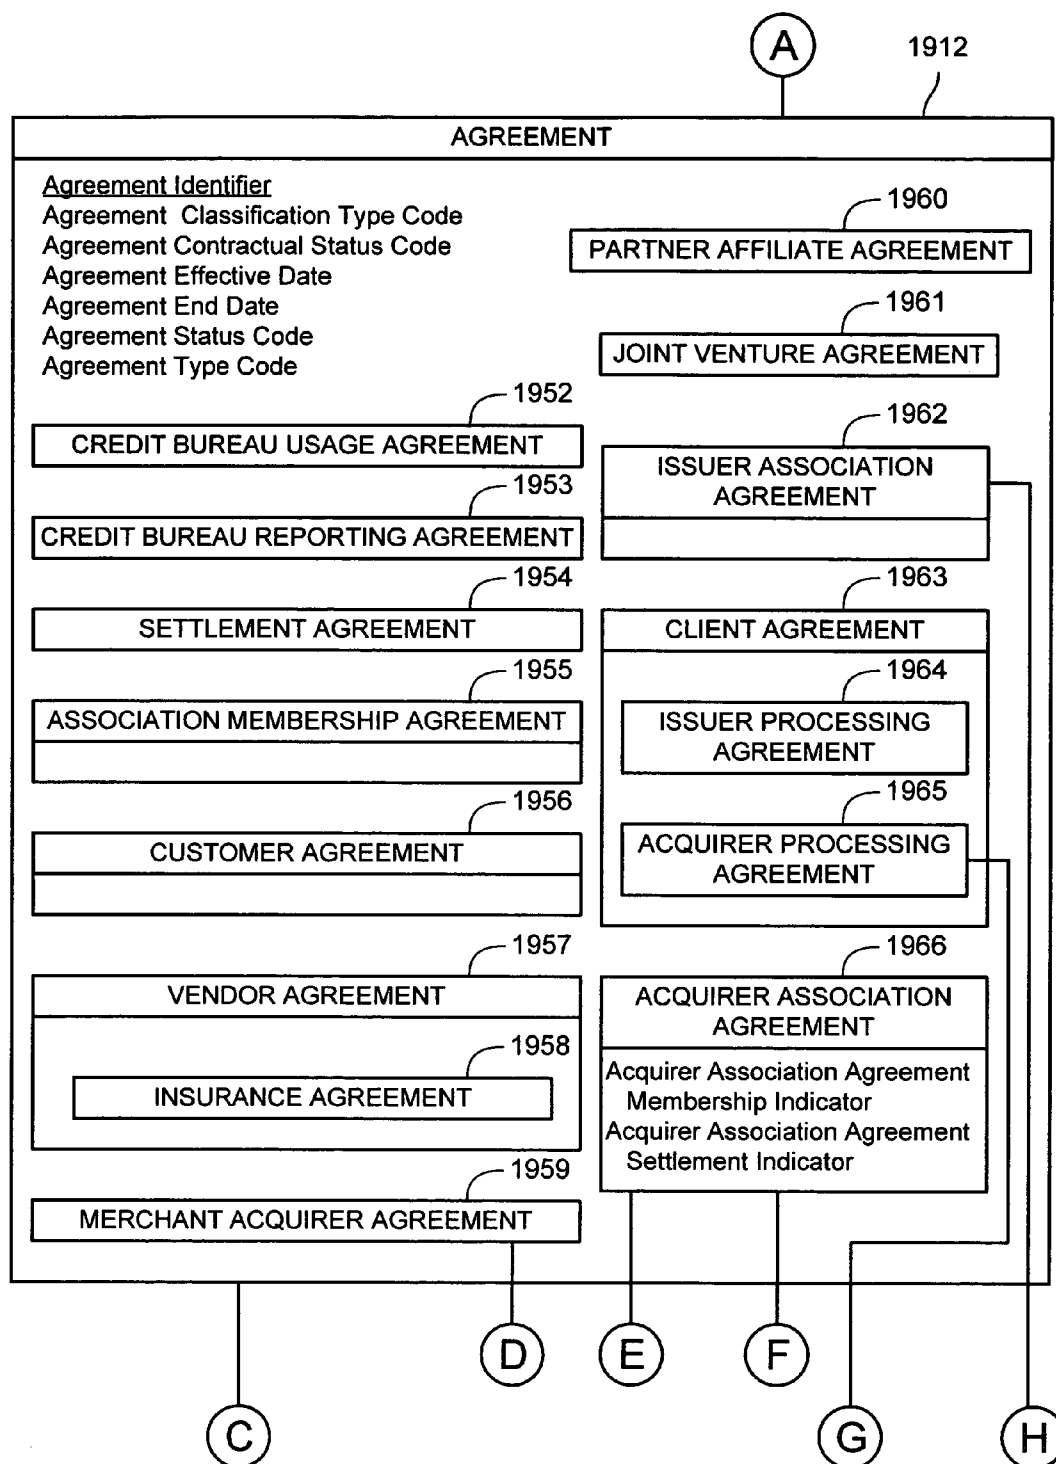 A
1912
AGREEMENT
Agreement Identifier
Agreement Classification Type Code
Agreement Contractual Status Code
Agreement Effective Date
Agreement End Date
Agreement Status Code
Agreement Type Code
1952
CREDIT BUREAU USAGE AGREEMENT
1953
CREDIT BUREAU REPORTING AGREEMENT
1954
SETTLEMENT AGREEMENT
1955
ASSOCIATION MEMBERSHIP AGREEMENT
1956
CUSTOMER AGREEMENT
1957
VENDOR AGREEMENT
1958
INSURANCE AGREEMENT
1959
MERCHANT ACQUIRER AGREEMENT
1960
PARTNER AFFILIATE AGREEMENT
1961
JOINT VENTURE AGREEMENT
1962
ISSUER ASSOCIATION
AGREEMENT
1963
CLIENT AGREEMENT
1964
ISSUER PROCESSING
AGREEMENT
1965
ACQUIRER PROCESSING
AGREEMENT
1966
ACQUIRER ASSOCIATION
AGREEMENT
Acquirer Association Agreement
Membership Indicator
Acquirer Association Agreement
Settlement Indicator
D
E
F
C
G
H